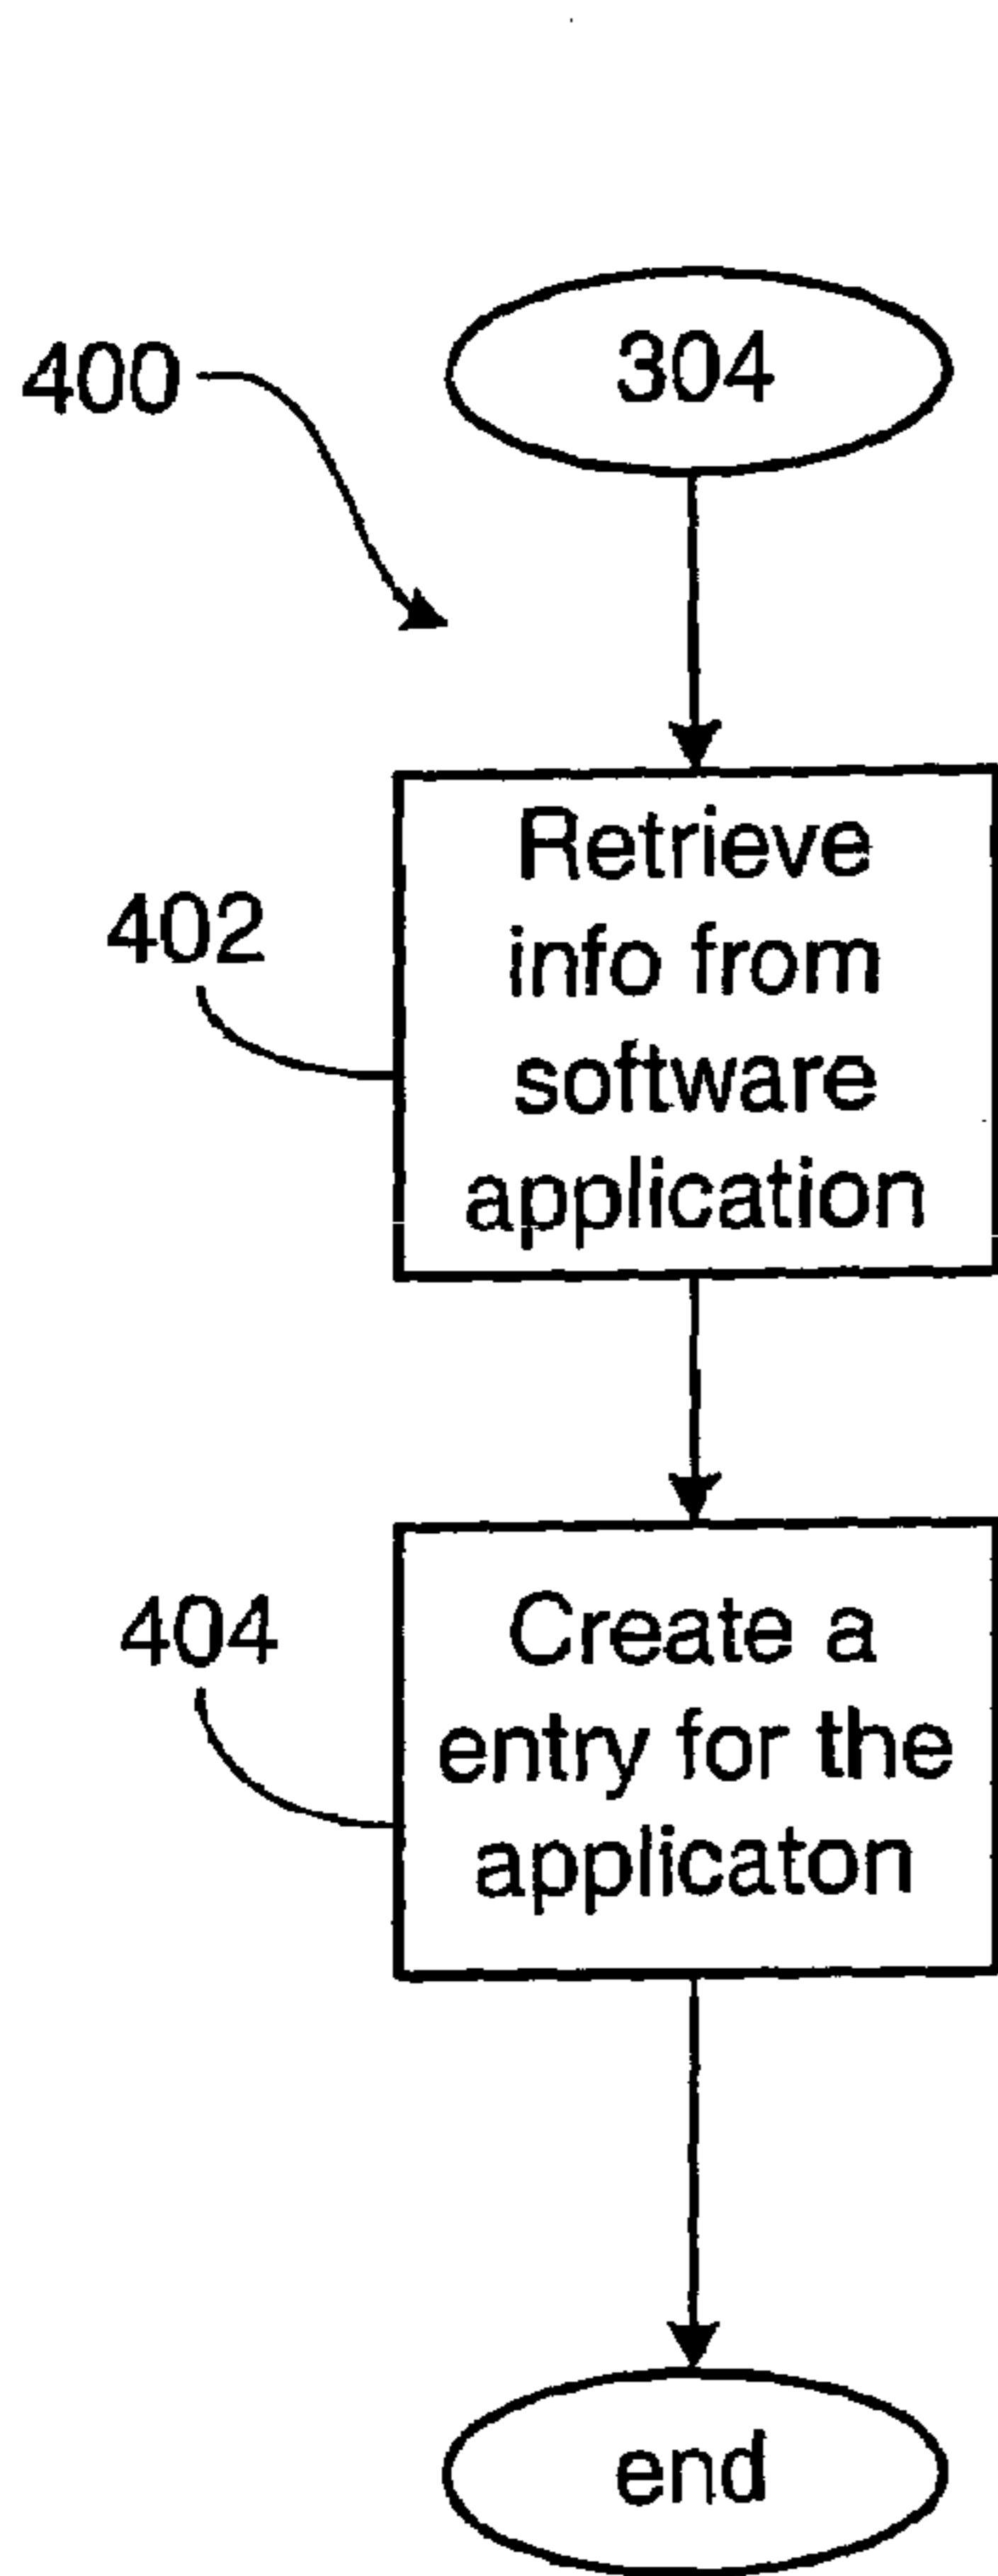 304
400
Retrieve
info from
software
application
402
Create a
entry for the
applicaton
404
end